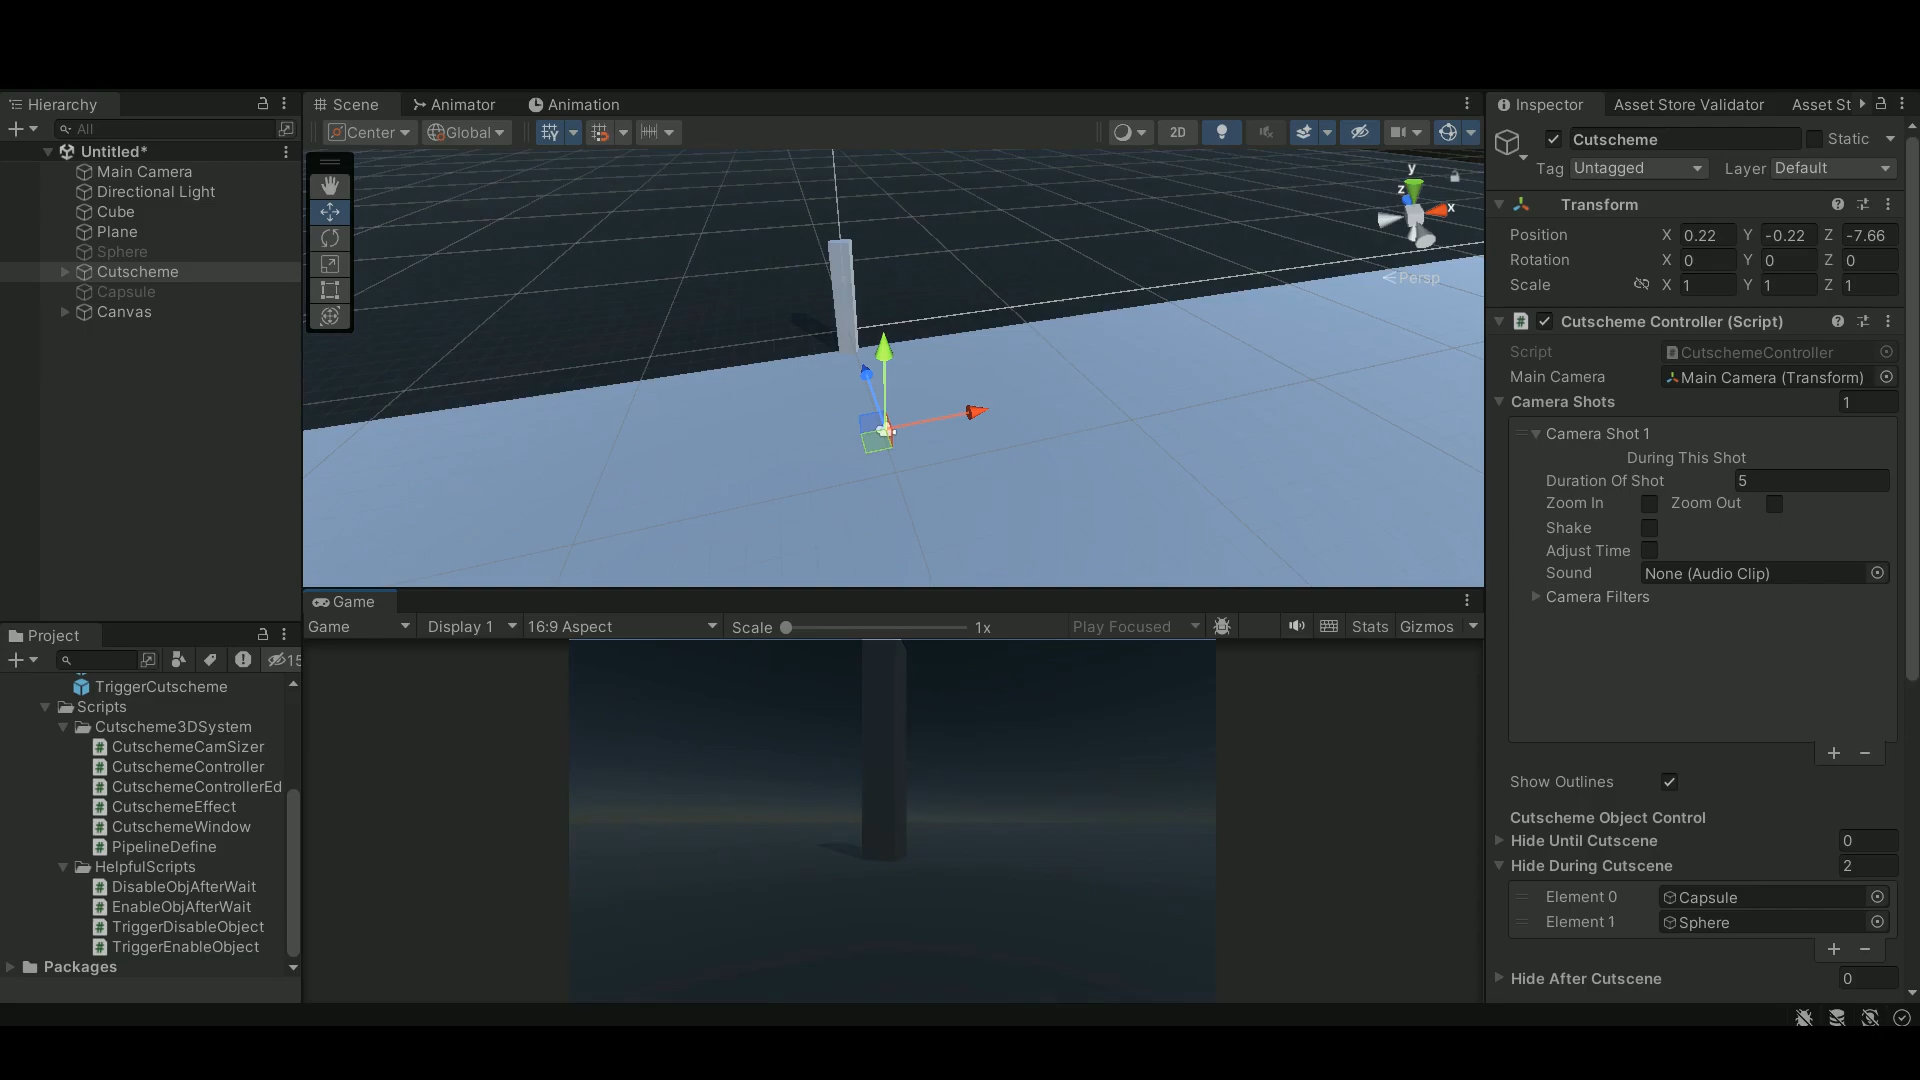 Hierarchy
All
Untitled*
Main Camera
Directional Light
Cube
Plane
Sphere
Cutscheme
Capsule
Canvas
Project
15
TriggerCutscheme
Scripts
Cutscheme3DSystem
CutschemeCamSizer
CutschemeController
CutschemeControllerEd
CutschemeEffect
CutschemeWindow
PipelineDefine
HelpfulScripts
DisableObjAfterWait
EnableObjAfterWait
TriggerDisableObject
TriggerEnableObject
Packages
Scene Animator Animation
Center Global 2D
y
z
x
Persp
Game
Game Display 1 16:9 Aspect Scale 1x Play Focused Stats Gizmos
Inspector Asset Store Validator Asset St
Cutscheme Static
Tag Untagged Layer Default
Transform
Position X 0.22 Y -0.22 Z -7.66
Rotation X 0 Y 0 Z 0
Scale X 1 Y 1 Z 1
# Cutscheme Controller (Script)
Script CutschemeController
Main Camera Main Camera (Transform)
Camera Shots 1
Camera Shot 1
During This Shot
Duration Of Shot 5
Zoom In Zoom Out
Shake
Adjust Time
Sound None (Audio Clip)
Camera Filters
Show Outlines
Cutscheme Object Control
Hide Until Cutscene 0
Hide During Cutscene 2
Element 0 Capsule
Element 1 Sphere
Hide After Cutscene 0